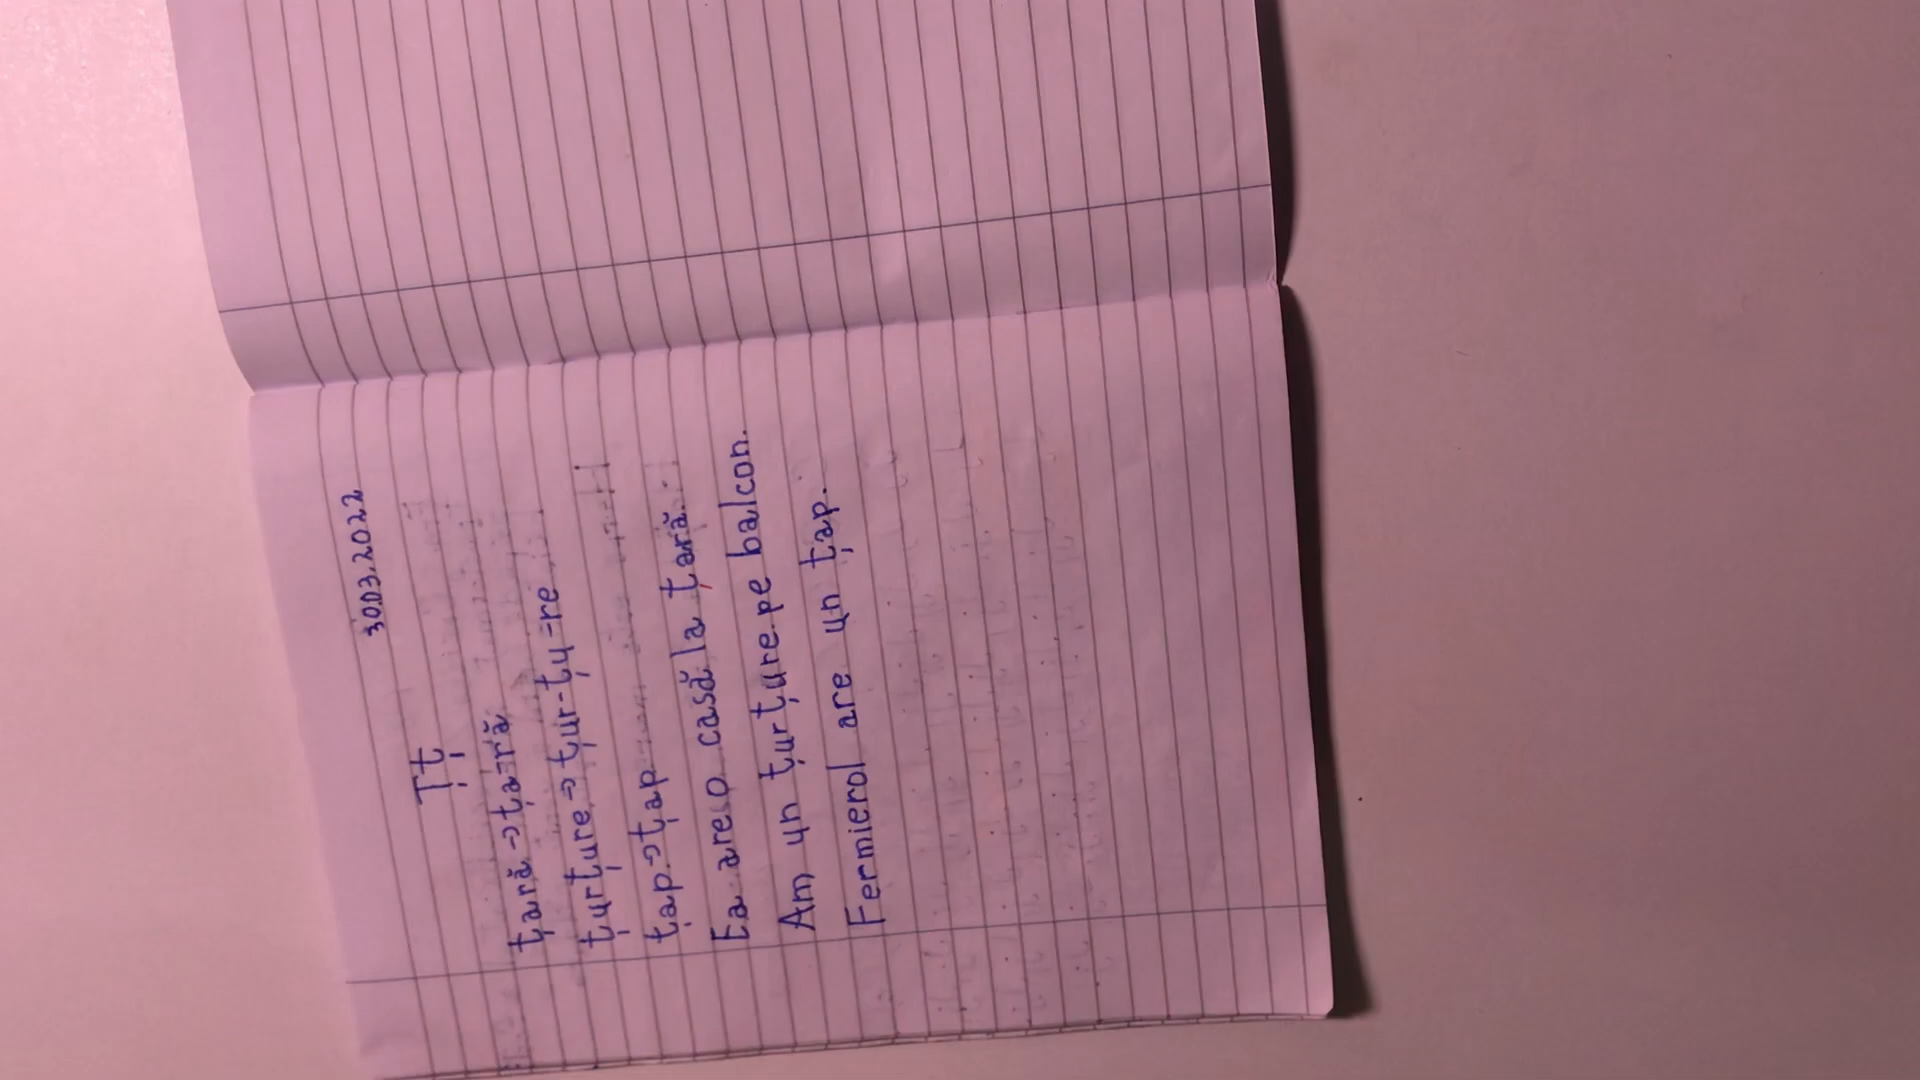 30.03.2022
Ț ț
țară → ța-ră
țurțure → țur-țu=re
țap → țap
Ea are o casă la țară.
Am un țurțure pe balcon.
Fermierol are un țap.